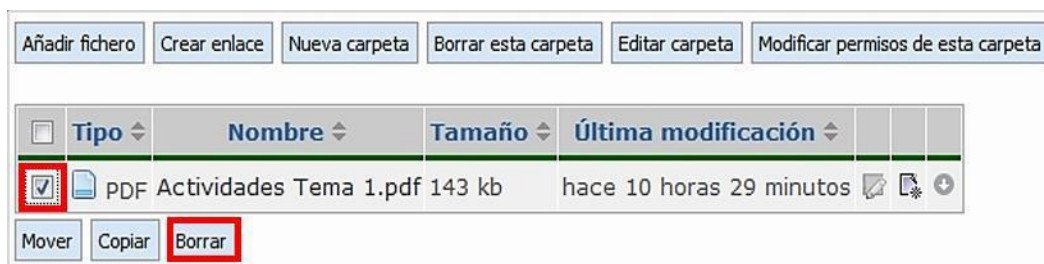 Añadir fichero Crear enlace Nueva carpeta Borrar esta carpeta Editar carpeta Modificar permisos de esta carpeta
Tipo Nombre Tamaño Última modificación
PDF Actividades Tema 1.pdf 143 kb hace 10 horas 29 minutos
Mover Copiar Borrar